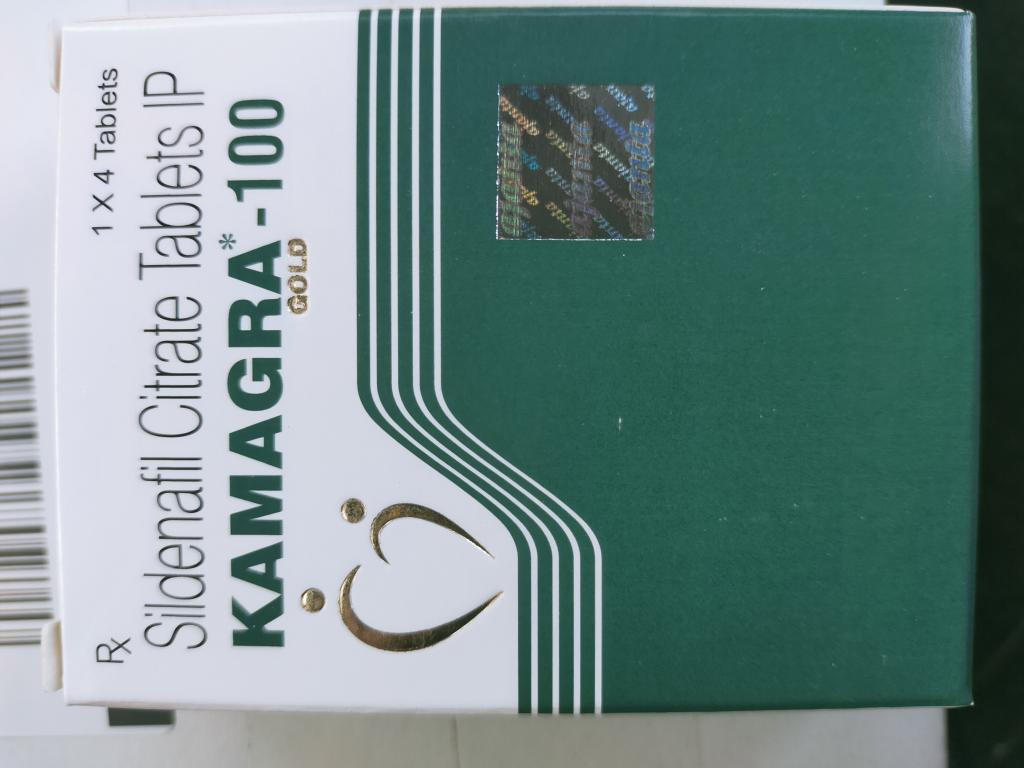 Rx
1 X 4 Tablets
Sildenafil Citrate Tablets IP
KAMAGRA*-100
GOLD